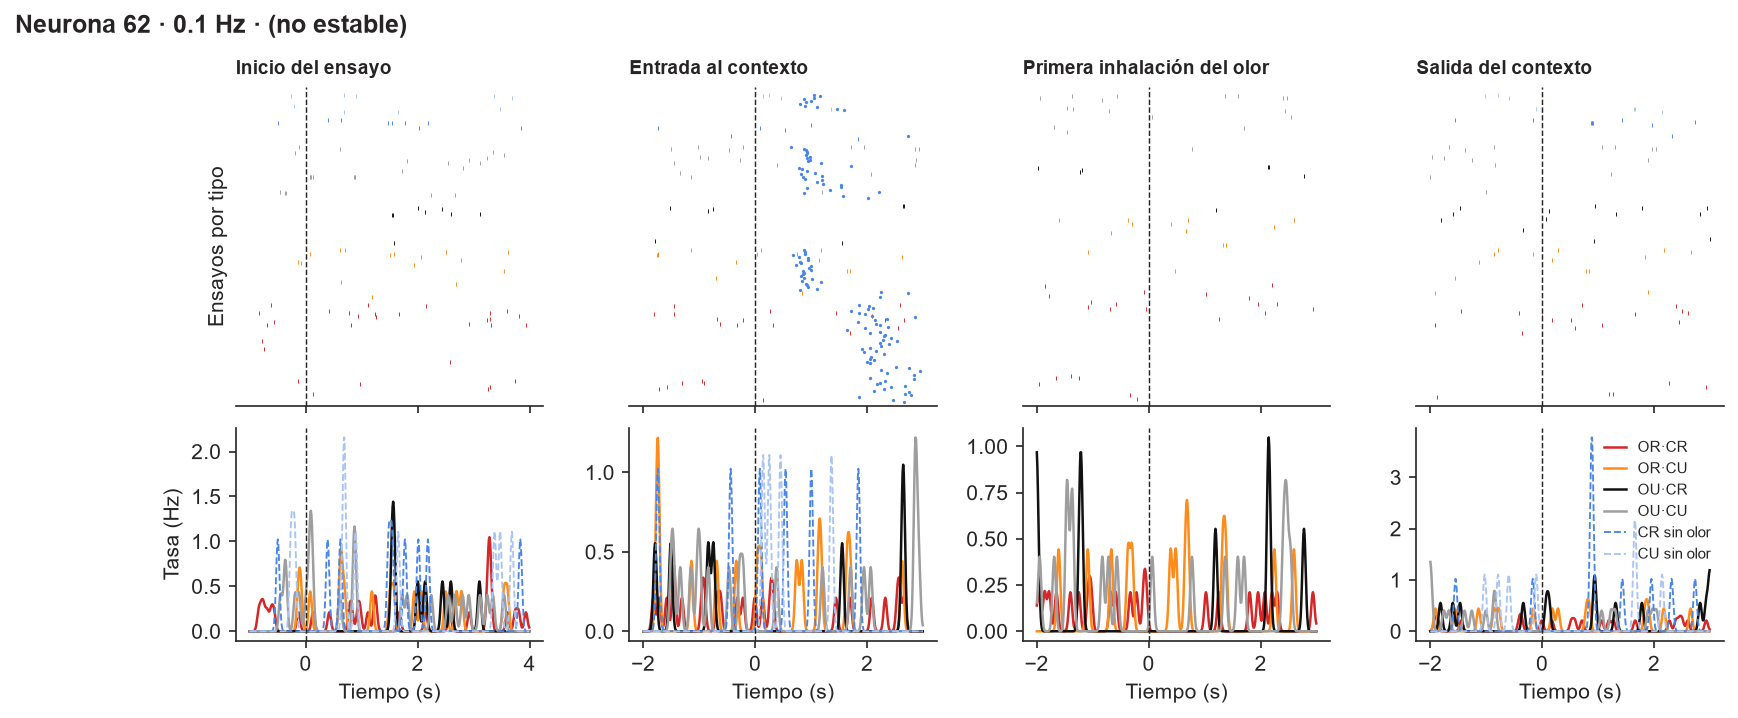 Neurona 62 · 0.1 Hz · (no estable)
Inicio del ensayo
Entrada al contexto
Primera inhalación del olor
Salida del contexto
Ensayos por tipo
Tasa (Hz)
2.0
1.5
1.0
0.5
0.0
0
2
4
Tiempo (s)
1.0
0.5
0.0
−2
0
2
Tiempo (s)
1.00
0.75
0.50
0.25
0.00
−2
0
2
Tiempo (s)
3
2
1
0
−2
0
2
Tiempo (s)
OR·CR
OR·CU
OU·CR
OU·CU
CR sin olor
CU sin olor